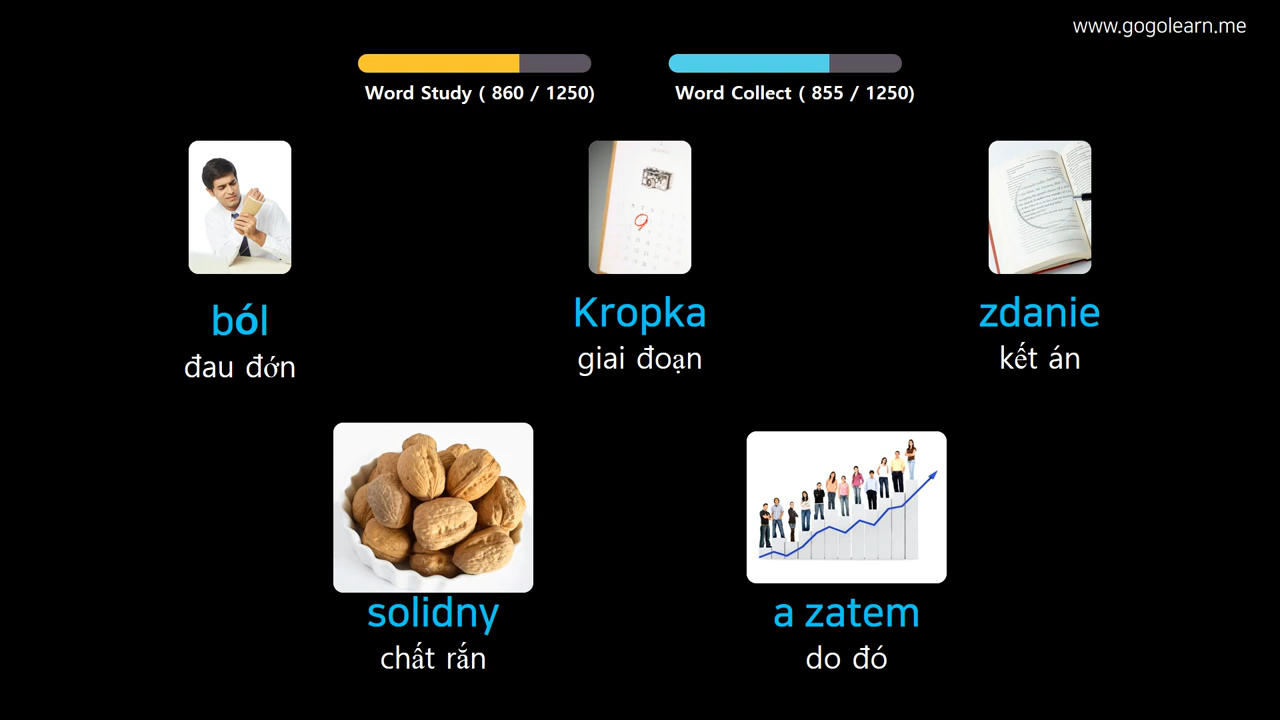 www.gogolearn.me
Word Study ( 860 / 1250)
Word Collect ( 855 / 1250)
ból
đau đớn
Kropka
giai đoạn
zdanie
kết án
solidny
chất rắn
a zatem
do đó